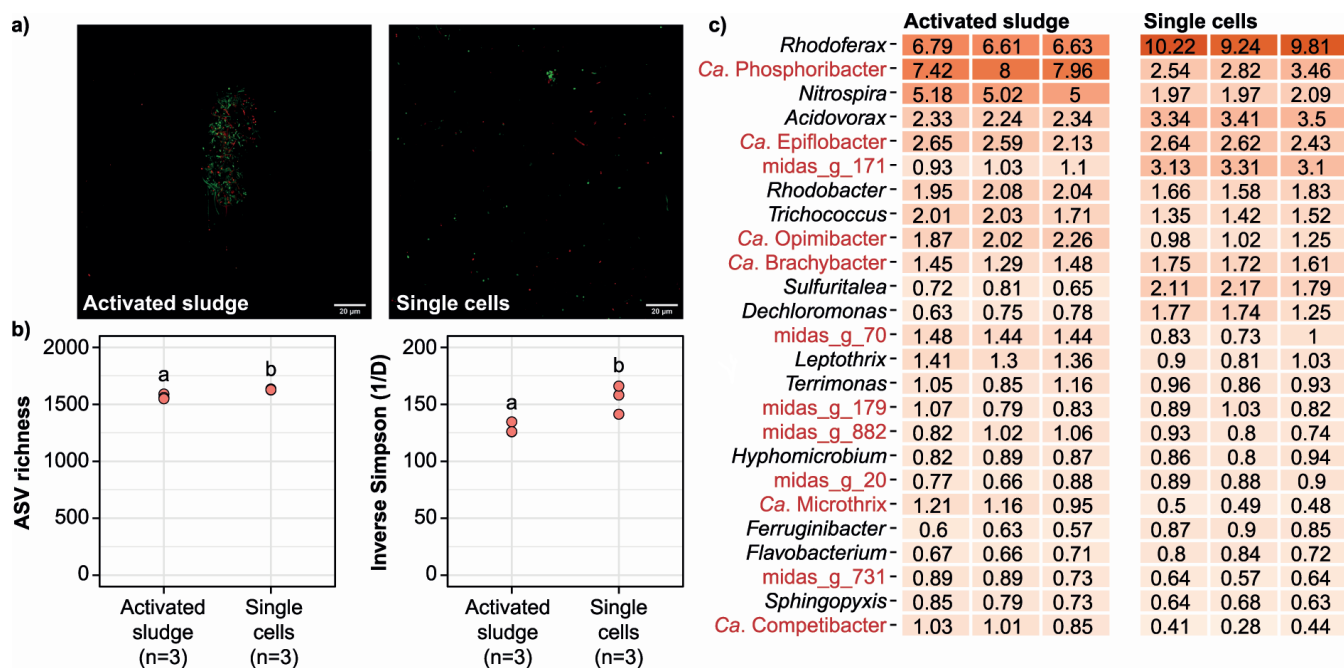 a)
Activated sludge
20 µm
Single cells
20 µm
b)
2000
1500
1000
500
0
ASV richness
a
b
Activated
sludge
(n=3)
Single
cells
(n=3)
200
150
100
50
0
Inverse Simpson (1/D)
a
b
Activated
sludge
(n=3)
Single
cells
(n=3)
c)
Activated sludge Single cells
Rhodoferax 6.79 6.61 6.63 10.22 9.24 9.81
Ca. Phosphoribacter 7.42 8 7.96 2.54 2.82 3.46
Nitrospira 5.18 5.02 5 1.97 1.97 2.09
Acidovorax 2.33 2.24 2.34 3.34 3.41 3.5
Ca. Epiflobacter 2.65 2.59 2.13 2.64 2.62 2.43
midas_g_171 0.93 1.03 1.1 3.13 3.31 3.1
Rhodobacter 1.95 2.08 2.04 1.66 1.58 1.83
Trichococcus 2.01 2.03 1.71 1.35 1.42 1.52
Ca. Opimibacter 1.87 2.02 2.26 0.98 1.02 1.25
Ca. Brachybacter 1.45 1.29 1.48 1.75 1.72 1.61
Sulfuritalea 0.72 0.81 0.65 2.11 2.17 1.79
Dechloromonas 0.63 0.75 0.78 1.77 1.74 1.25
midas_g_70 1.48 1.44 1.44 0.83 0.73 1
Leptothrix 1.41 1.3 1.36 0.9 0.81 1.03
Terrimonas 1.05 0.85 1.16 0.96 0.86 0.93
midas_g_179 1.07 0.79 0.83 0.89 1.03 0.82
midas_g_882 0.82 1.02 1.06 0.93 0.8 0.74
Hyphomicrobium 0.82 0.89 0.87 0.86 0.8 0.94
midas_g_20 0.77 0.66 0.88 0.89 0.88 0.9
Ca. Microthrix 1.21 1.16 0.95 0.5 0.49 0.48
Ferruginibacter 0.6 0.63 0.57 0.87 0.9 0.85
Flavobacterium 0.67 0.66 0.71 0.8 0.84 0.72
midas_g_731 0.89 0.89 0.73 0.64 0.57 0.64
Sphingopyxis 0.85 0.79 0.73 0.64 0.68 0.63
Ca. Competibacter 1.03 1.01 0.85 0.41 0.28 0.44